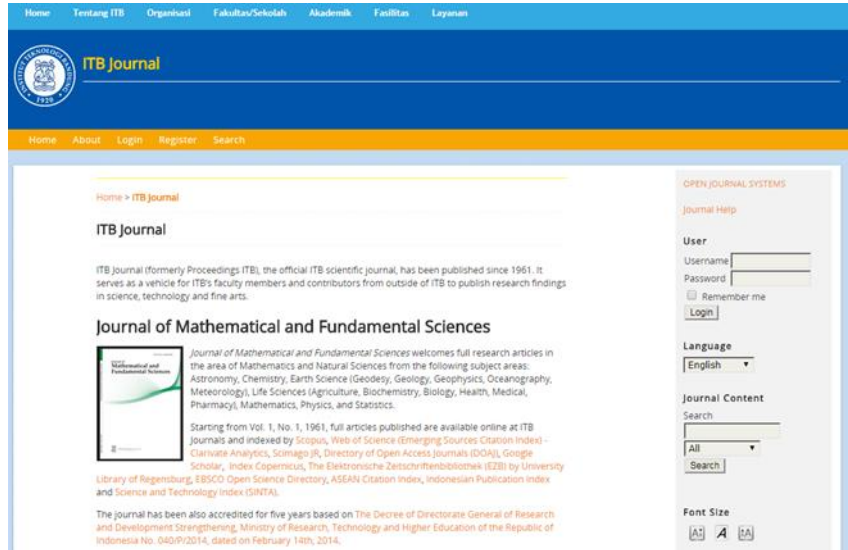 Home Tentang ITB Organisasi Fakultas/Sekolah Akademik Fasilitas Layanan
ITB Journal
INSTITUT TEKNOLOGI BANDUNG
1920
Home About Login Register Search
Home > ITB Journal
ITB Journal
ITB Journal (formerly Proceedings ITB), the official ITB scientific journal, has been published since 1961. It
serves as a vehicle for ITB's faculty members and contributors from outside of ITB to publish research findings
in science, technology and fine arts.
Journal of Mathematical and Fundamental Sciences
Mathematical and
Fundamental Sciences
Journal of Mathematical and Fundamental Sciences welcomes full research articles in
the area of Mathematics and Natural Sciences from the following subject areas:
Astronomy, Chemistry, Earth Science (Geodesy, Geology, Geophysics, Oceanography,
Meteorology), Life Sciences (Agriculture, Biochemistry, Biology, Health, Medical,
Pharmacy), Mathematics, Physics, and Statistics.
Starting from Vol. 1, No. 1, 1961, full articles published are available online at ITB
Journals and indexed by Scopus, Web of Science (Emerging Sources Citation Index) -
Clarivate Analytics, Scimago JR, Directory of Open Access Journals (DOAJ), Google
Scholar, Index Copernicus, The Elektronische Zeitschriftenbibliothek (EZB) by University
Library of Regensburg, EBSCO Open Science Directory, ASEAN Citation Index, Indonesian Publication Index
and Science and Technology Index (SINTA).
The journal has been also accredited for five years based on The Decree of Directorate General of Research
and Development Strengthening, Ministry of Research, Technology and Higher Education of the Republic of
Indonesia No. 040/P/2014, dated on February 14th, 2014.
OPEN JOURNAL SYSTEMS
Journal Help
User
Username
Password
Remember me
Login
Language
English
Journal Content
Search
All
Search
Font Size
A A A